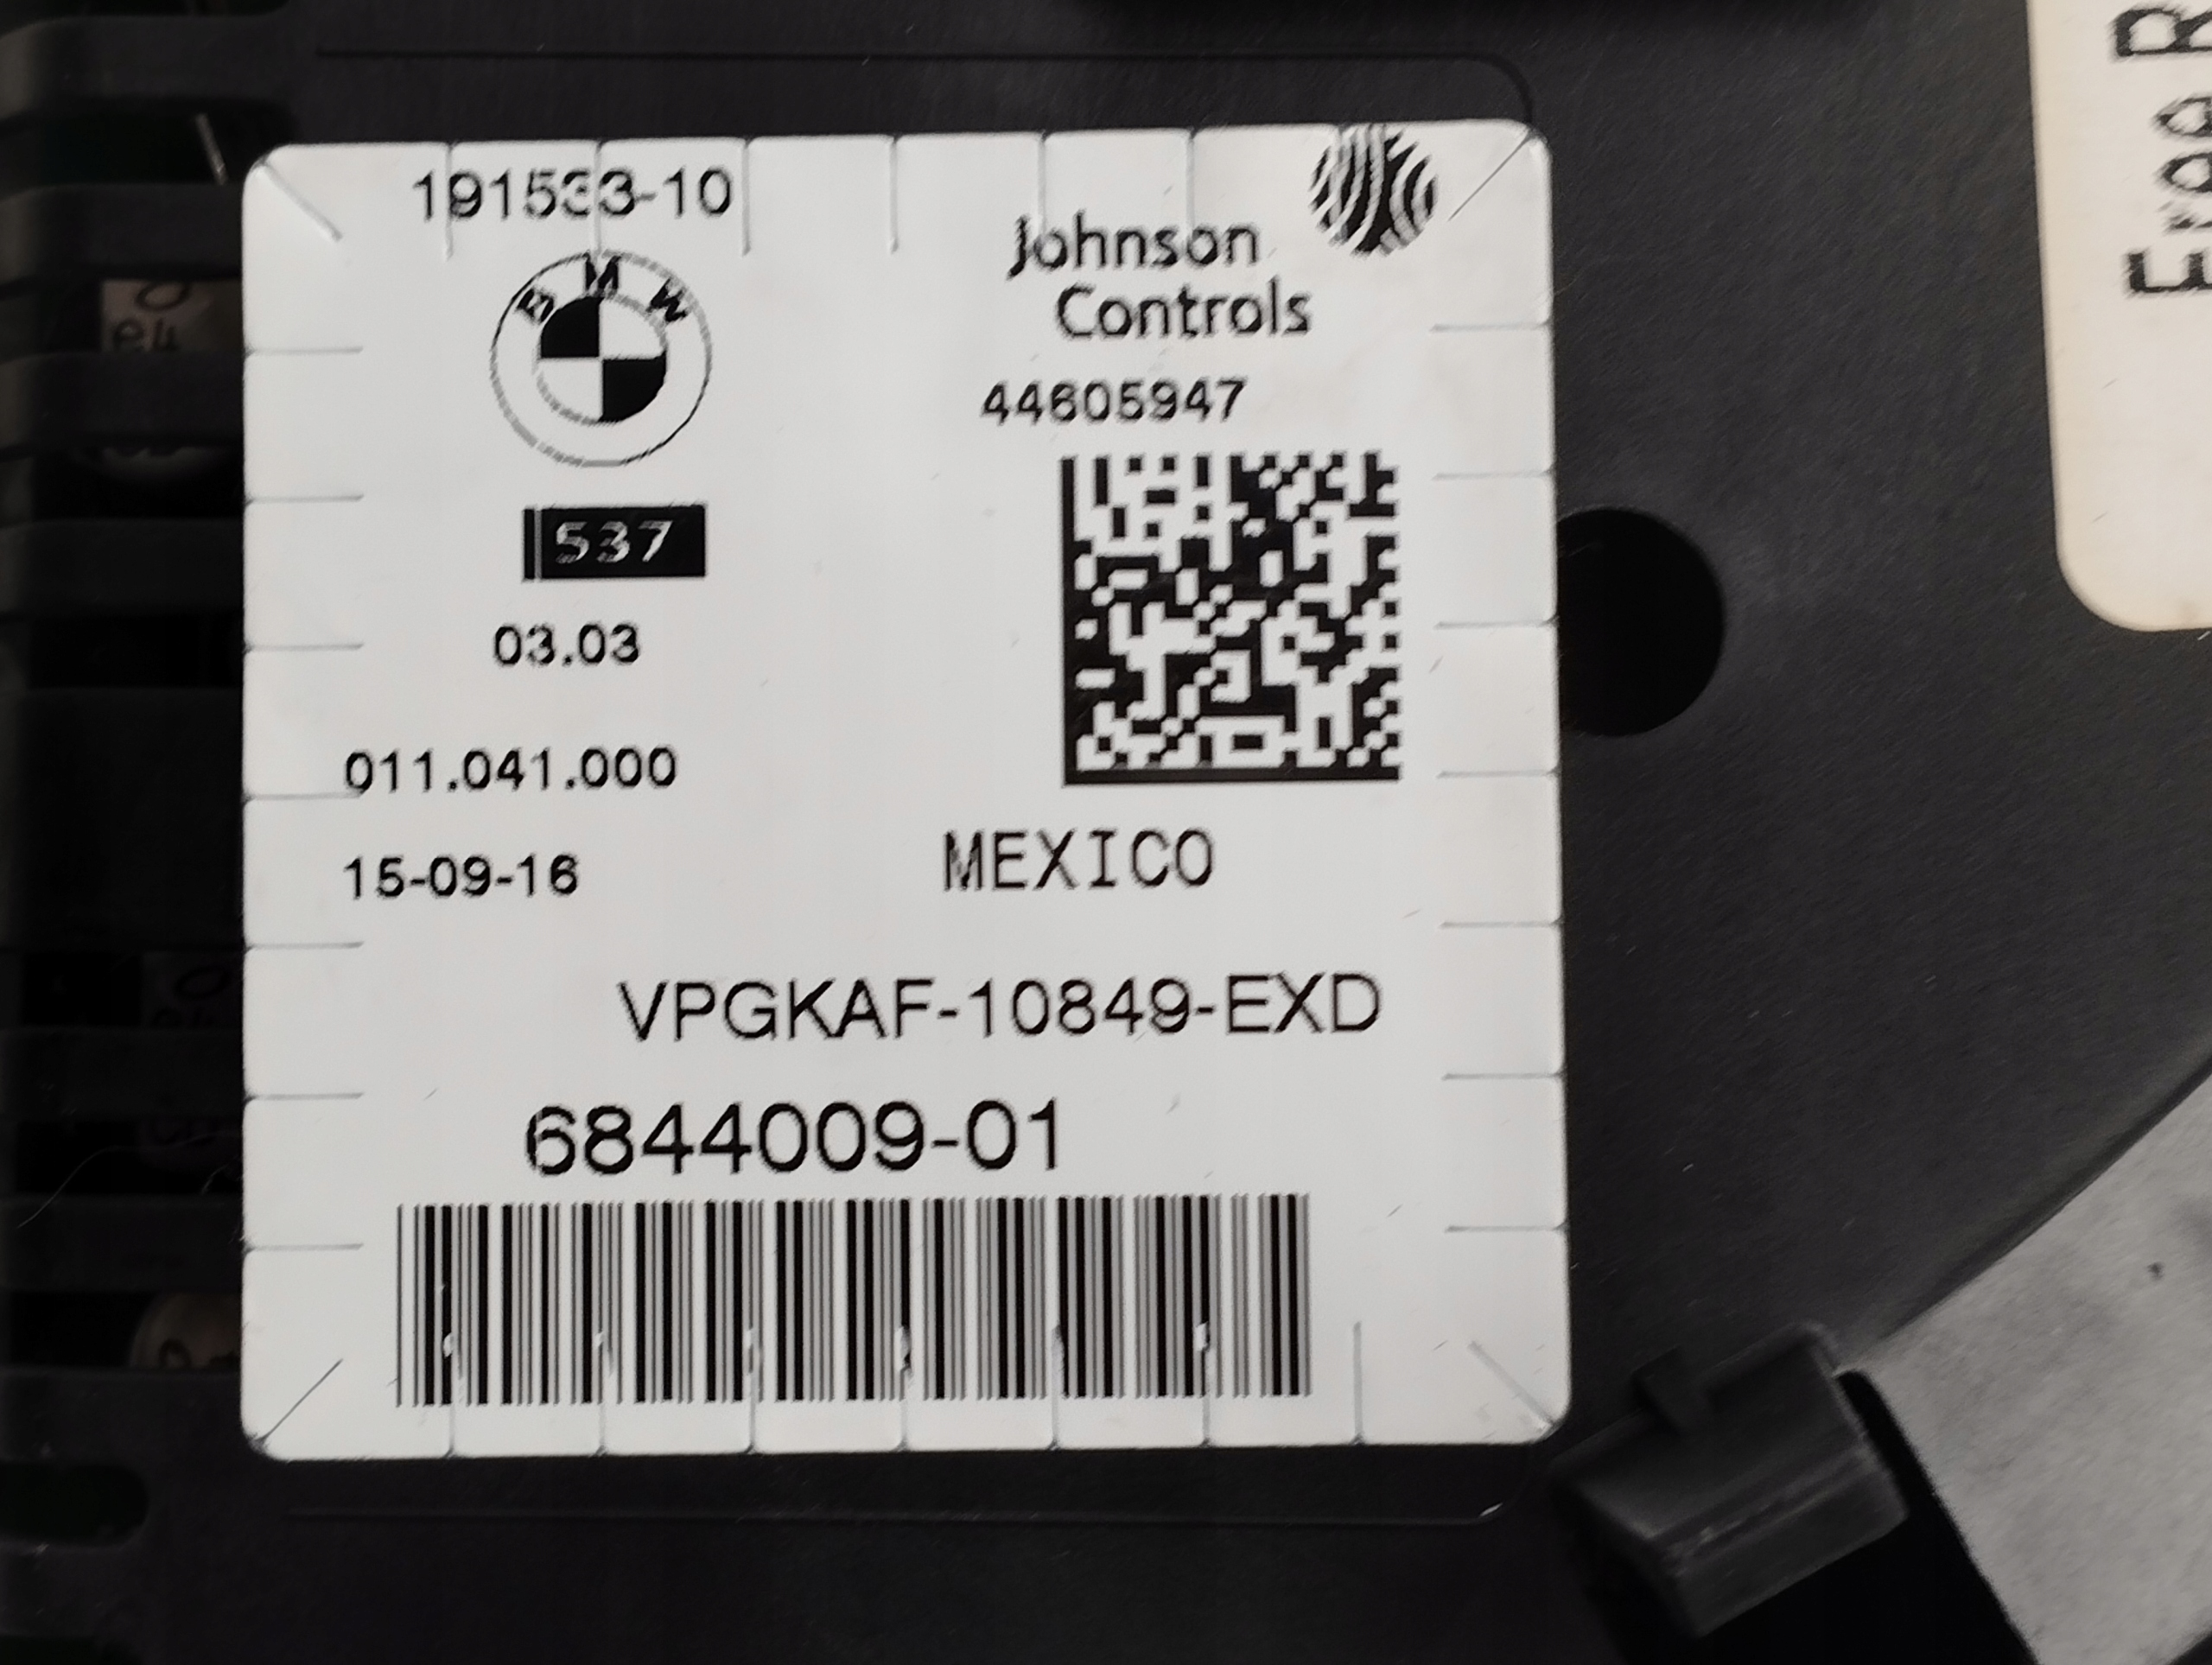 191533-10
BMW
Johnson
Controls
44605947
537
03.03
011.041.000
15-09-16
MEXICO
VPGKAF-10849-EXD
6844009-01